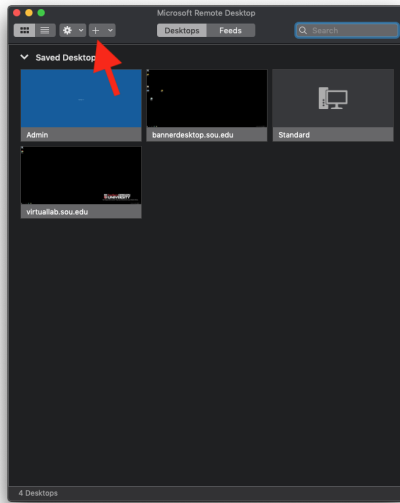 Microsoft Remote Desktop
Desktops Feeds
Search
Saved Desktops
Admin
bannerdesktop.sou.edu
Standard
virtuallab.sou.edu
4 Desktops